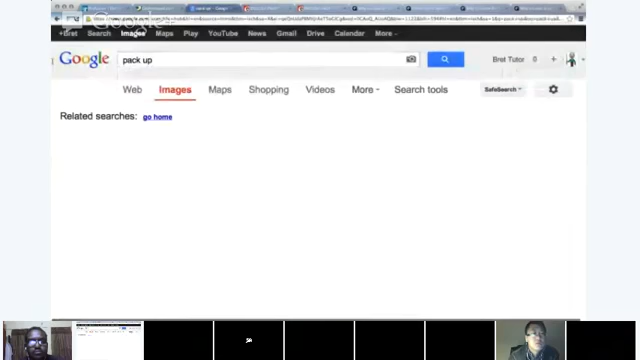 +Bret Search Images Maps Play YouTube News Gmail Drive Calendar More
Google pack up Bret Tutor 0 +
Web Images Maps Shopping Videos More Search tools SafeSearch
Related searches: go home